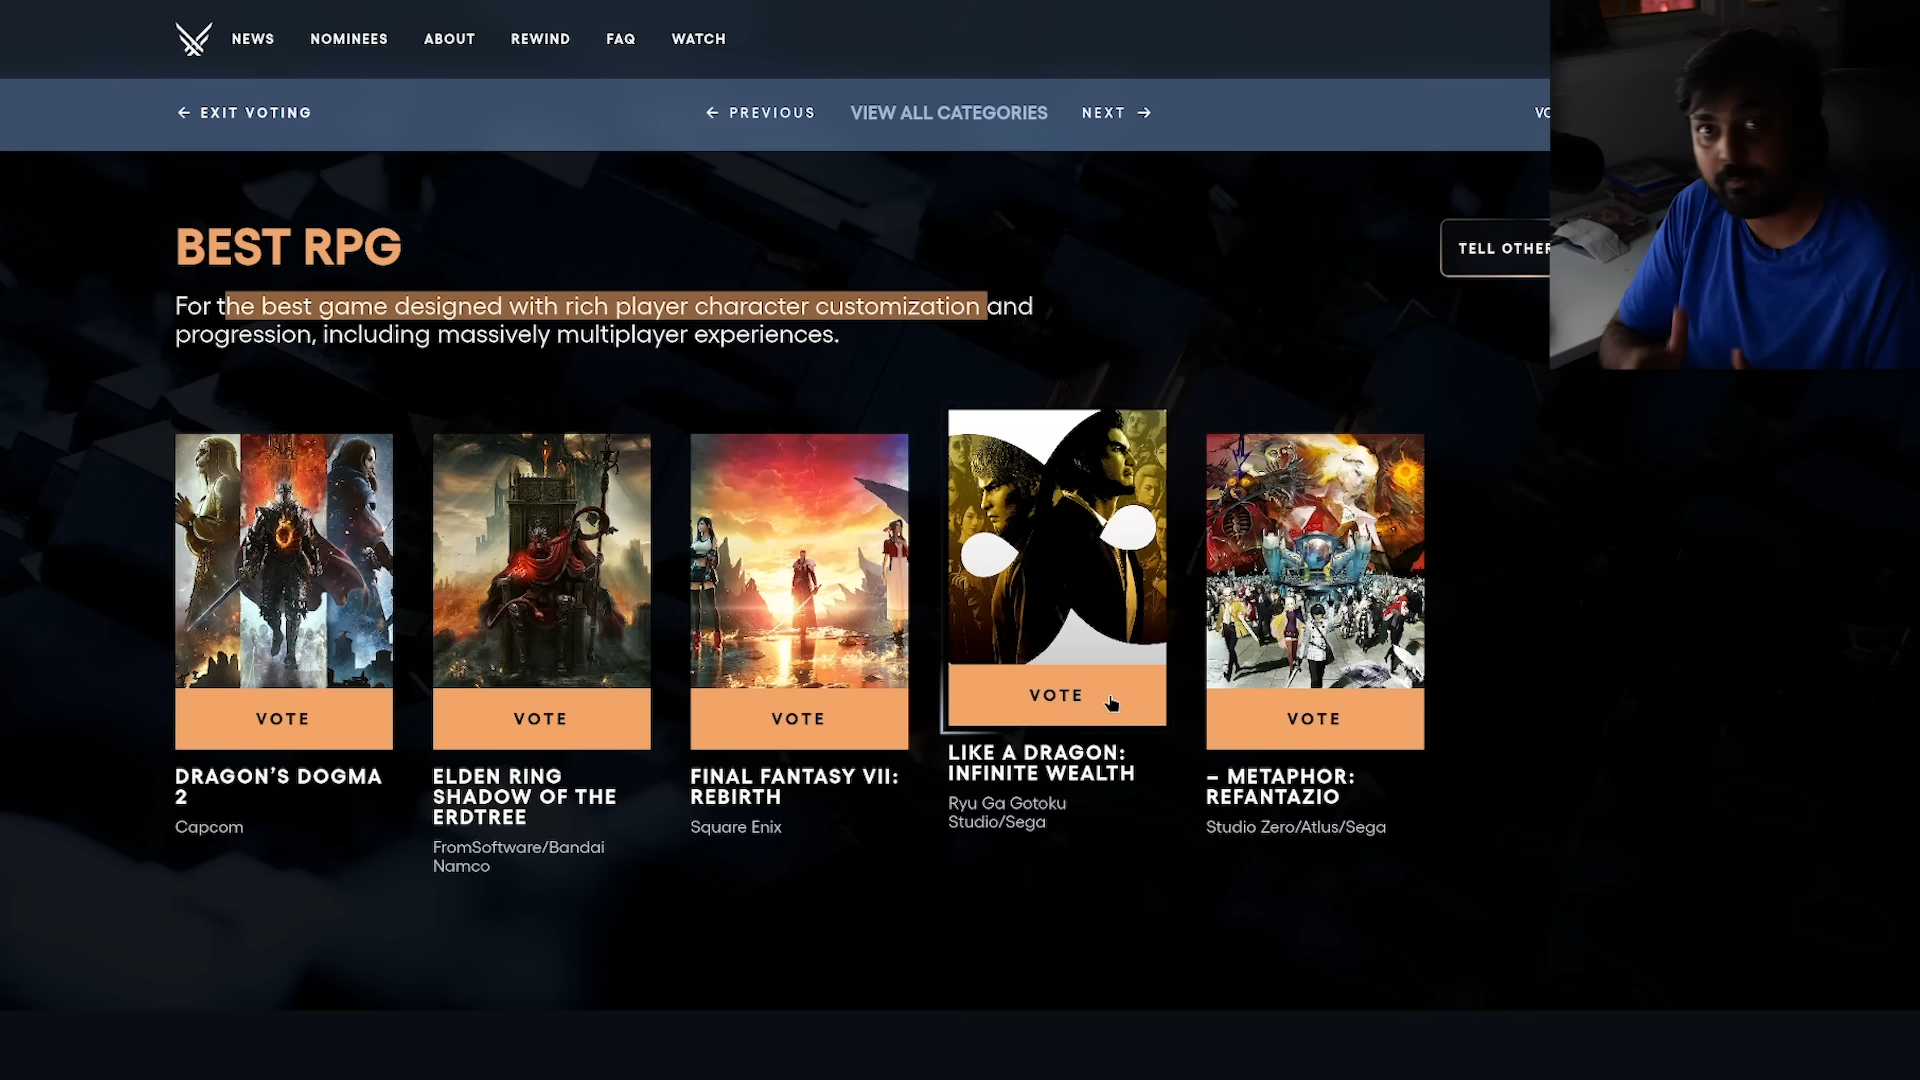 NEWS NOMINEES ABOUT REWIND FAQ WATCH
← EXIT VOTING ← PREVIOUS VIEW ALL CATEGORIES NEXT →
BEST RPG
TELL OTHER
For the best game designed with rich player character customization and
progression, including massively multiplayer experiences.
VOTE
DRAGON'S DOGMA
2
Capcom
VOTE
ELDEN RING
SHADOW OF THE
ERDTREE
FromSoftware/Bandai
Namco
VOTE
FINAL FANTASY VII:
REBIRTH
Square Enix
VOTE
LIKE A DRAGON:
INFINITE WEALTH
Ryu Ga Gotoku
Studio/Sega
VOTE
– METAPHOR:
REFANTAZIO
Studio Zero/Atlus/Sega